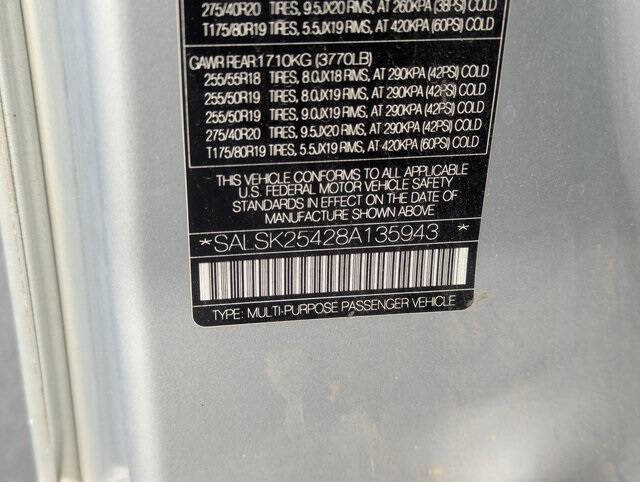 275/40R20 TIRES, 9.5JX20 RIMS, AT 260KPA (38PSI) COLD
T175/80R19 TIRES, 5.5JX19 RIMS, AT 420KPA (60PSI) COLD
GAWR REAR 1710KG (3770LB)
255/55R18 TIRES, 8.0JX18 RIMS, AT 290KPA (42PSI) COLD
255/50R19 TIRES, 8.0JX19 RIMS, AT 290KPA (42PSI) COLD
255/50R19 TIRES, 9.0JX19 RIMS, AT 290KPA (42PSI) COLD
275/40R20 TIRES, 9.5JX20 RIMS, AT 290KPA (42PSI) COLD
T175/80R19 TIRES, 5.5JX19 RIMS, AT 420KPA (60PSI) COLD
THIS VEHICLE CONFORMS TO ALL APPLICABLE
U.S. FEDERAL MOTOR VEHICLE SAFETY
STANDARDS IN EFFECT ON THE DATE OF
MANUFACTURE SHOWN ABOVE
*SALSK25428A135943*
TYPE: MULTI-PURPOSE PASSENGER VEHICLE